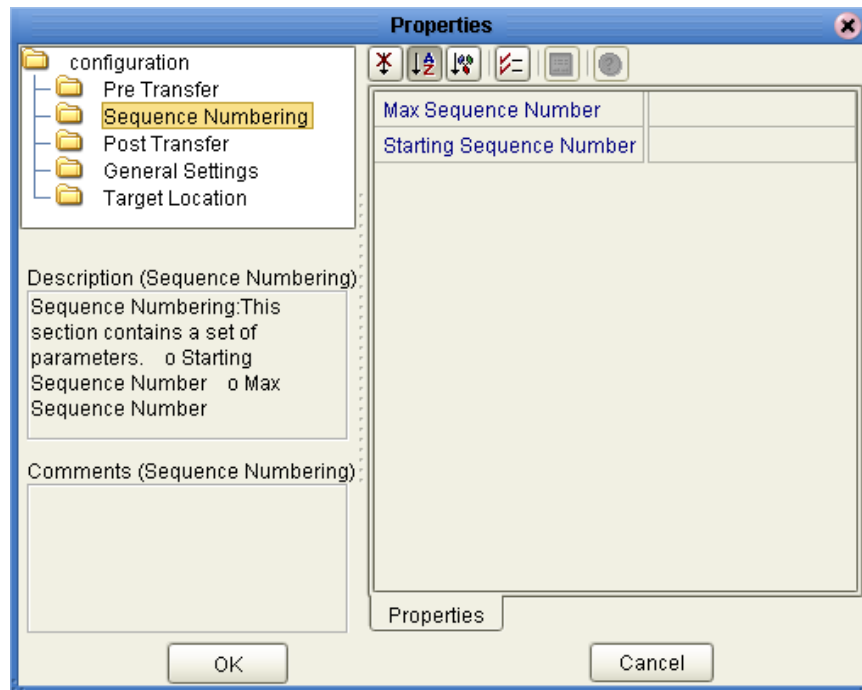 Properties
configuration
Pre Transfer
Sequence Numbering
Post Transfer
General Settings
Target Location
Description (Sequence Numbering)
Sequence Numbering:This
section contains a set of
parameters. o Starting
Sequence Number o Max
Sequence Number
Comments (Sequence Numbering)
Max Sequence Number
Starting Sequence Number
Properties
OK
Cancel